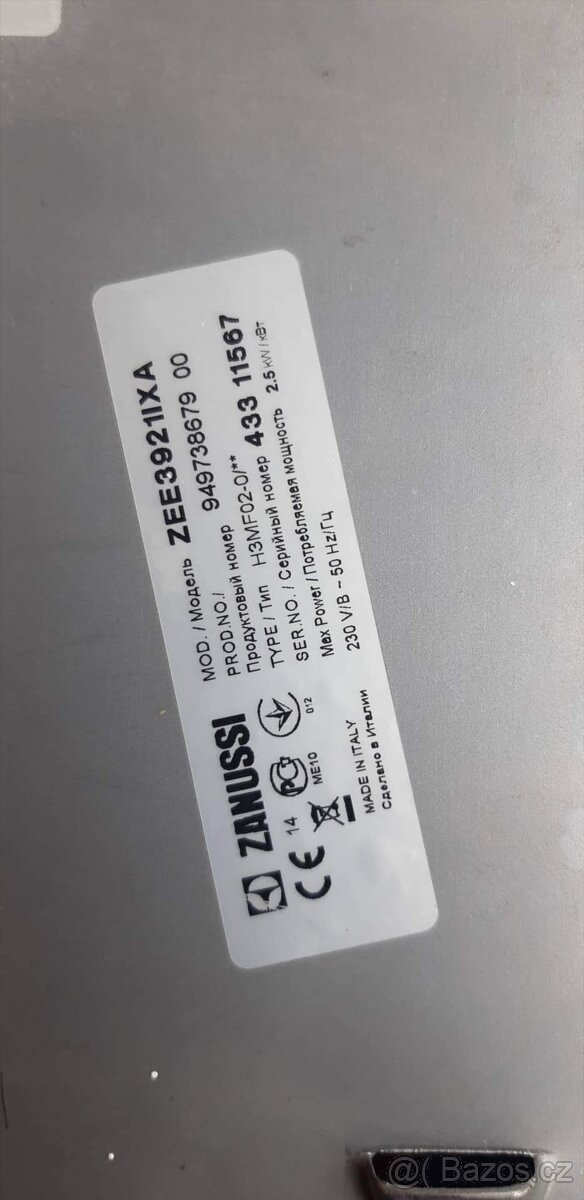 ZANUSSI
MOD. / Модель ZEE3921IXA
PROD.NO./ 949738679 00
Продуктовый номер
TYPE / Тип H3MF02-0/**
SER.NO. / Серийный номер 433 11567
Max Power / Потребляемая мощность 2.5 kW / кВт
230 V/В ~ 50 Hz/Гц
CE 14 РС ME10 012
MADE IN ITALY
Сделано в Италии
@( Bazos.cz